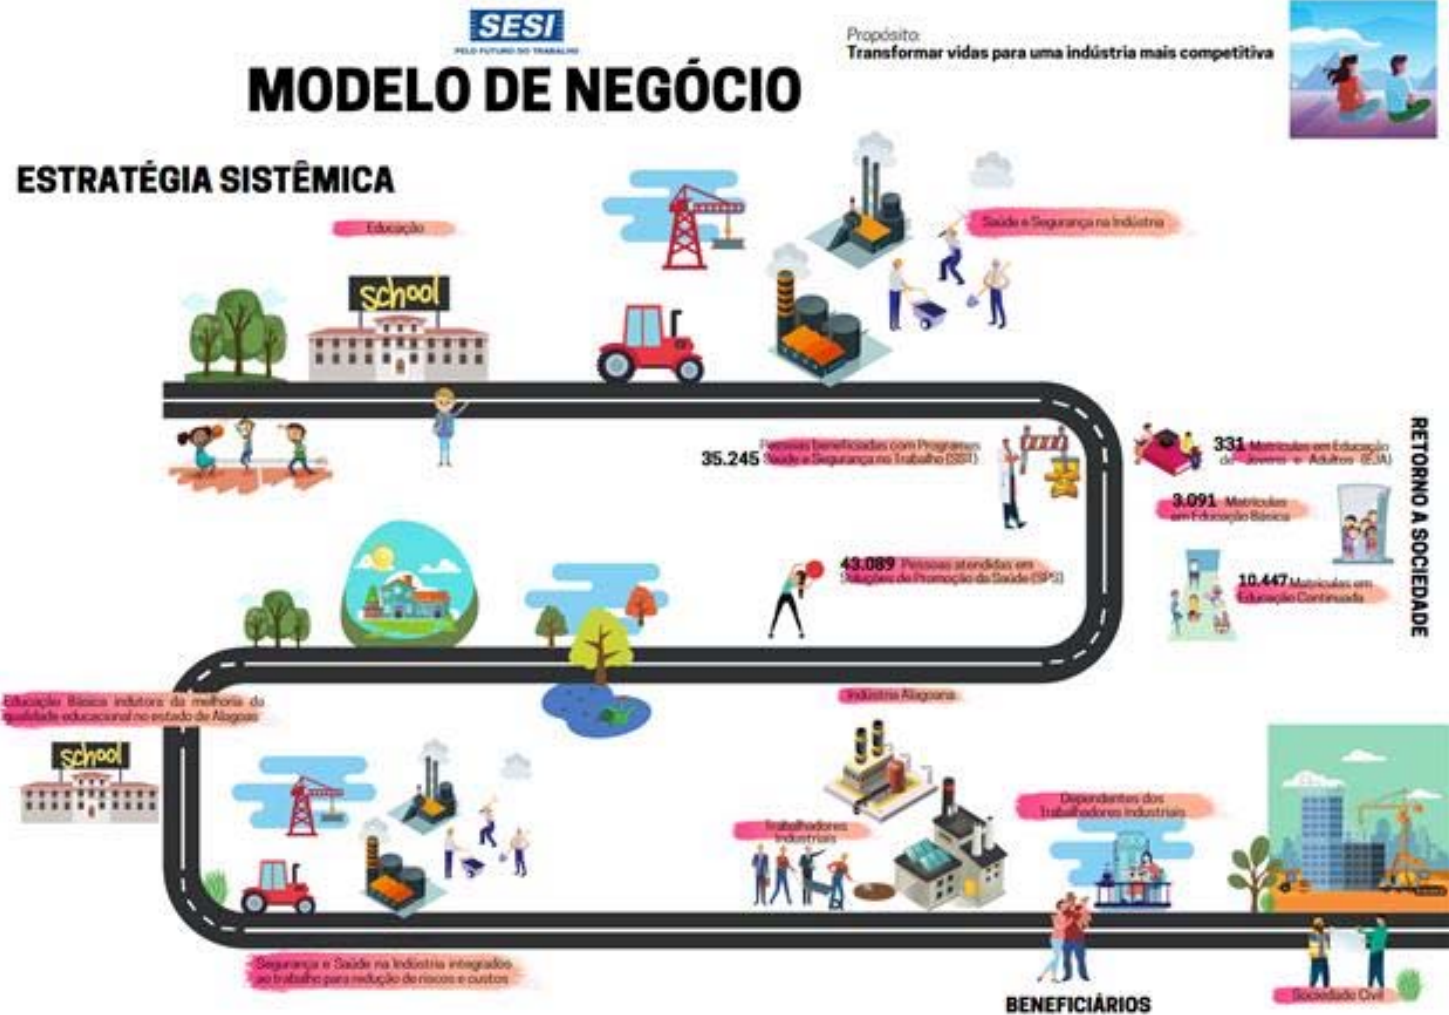 SESI
PELO FUTURO DO TRABALHO
MODELO DE NEGÓCIO
Propósito:
Transformar vidas para uma indústria mais competitiva
ESTRATÉGIA SISTÊMICA
Educação
Saúde e Segurança na Indústria
school
Pessoas beneficiadas com Programas
35.245 Saúde e Segurança no Trabalho (SST)
331 Matrículas em Educação
de Jovens e Adultos (EJA)
3.091 Matrículas
em Educação Básica
10.447 Matrículas em
Educação Continuada
RETORNO A SOCIEDADE
43.089 Pessoas atendidas em
Soluções de Promoção da Saúde (SPS)
Educação Básica indutora da melhoria da
qualidade educacional no estado de Alagoas
school
Indústria Alagoana
Trabalhadores
Industriais
Dependentes dos
Trabalhadores Industriais
Segurança e Saúde na Indústria integrados
ao trabalho para redução de riscos e custos
BENEFICIÁRIOS
Sociedade Civil